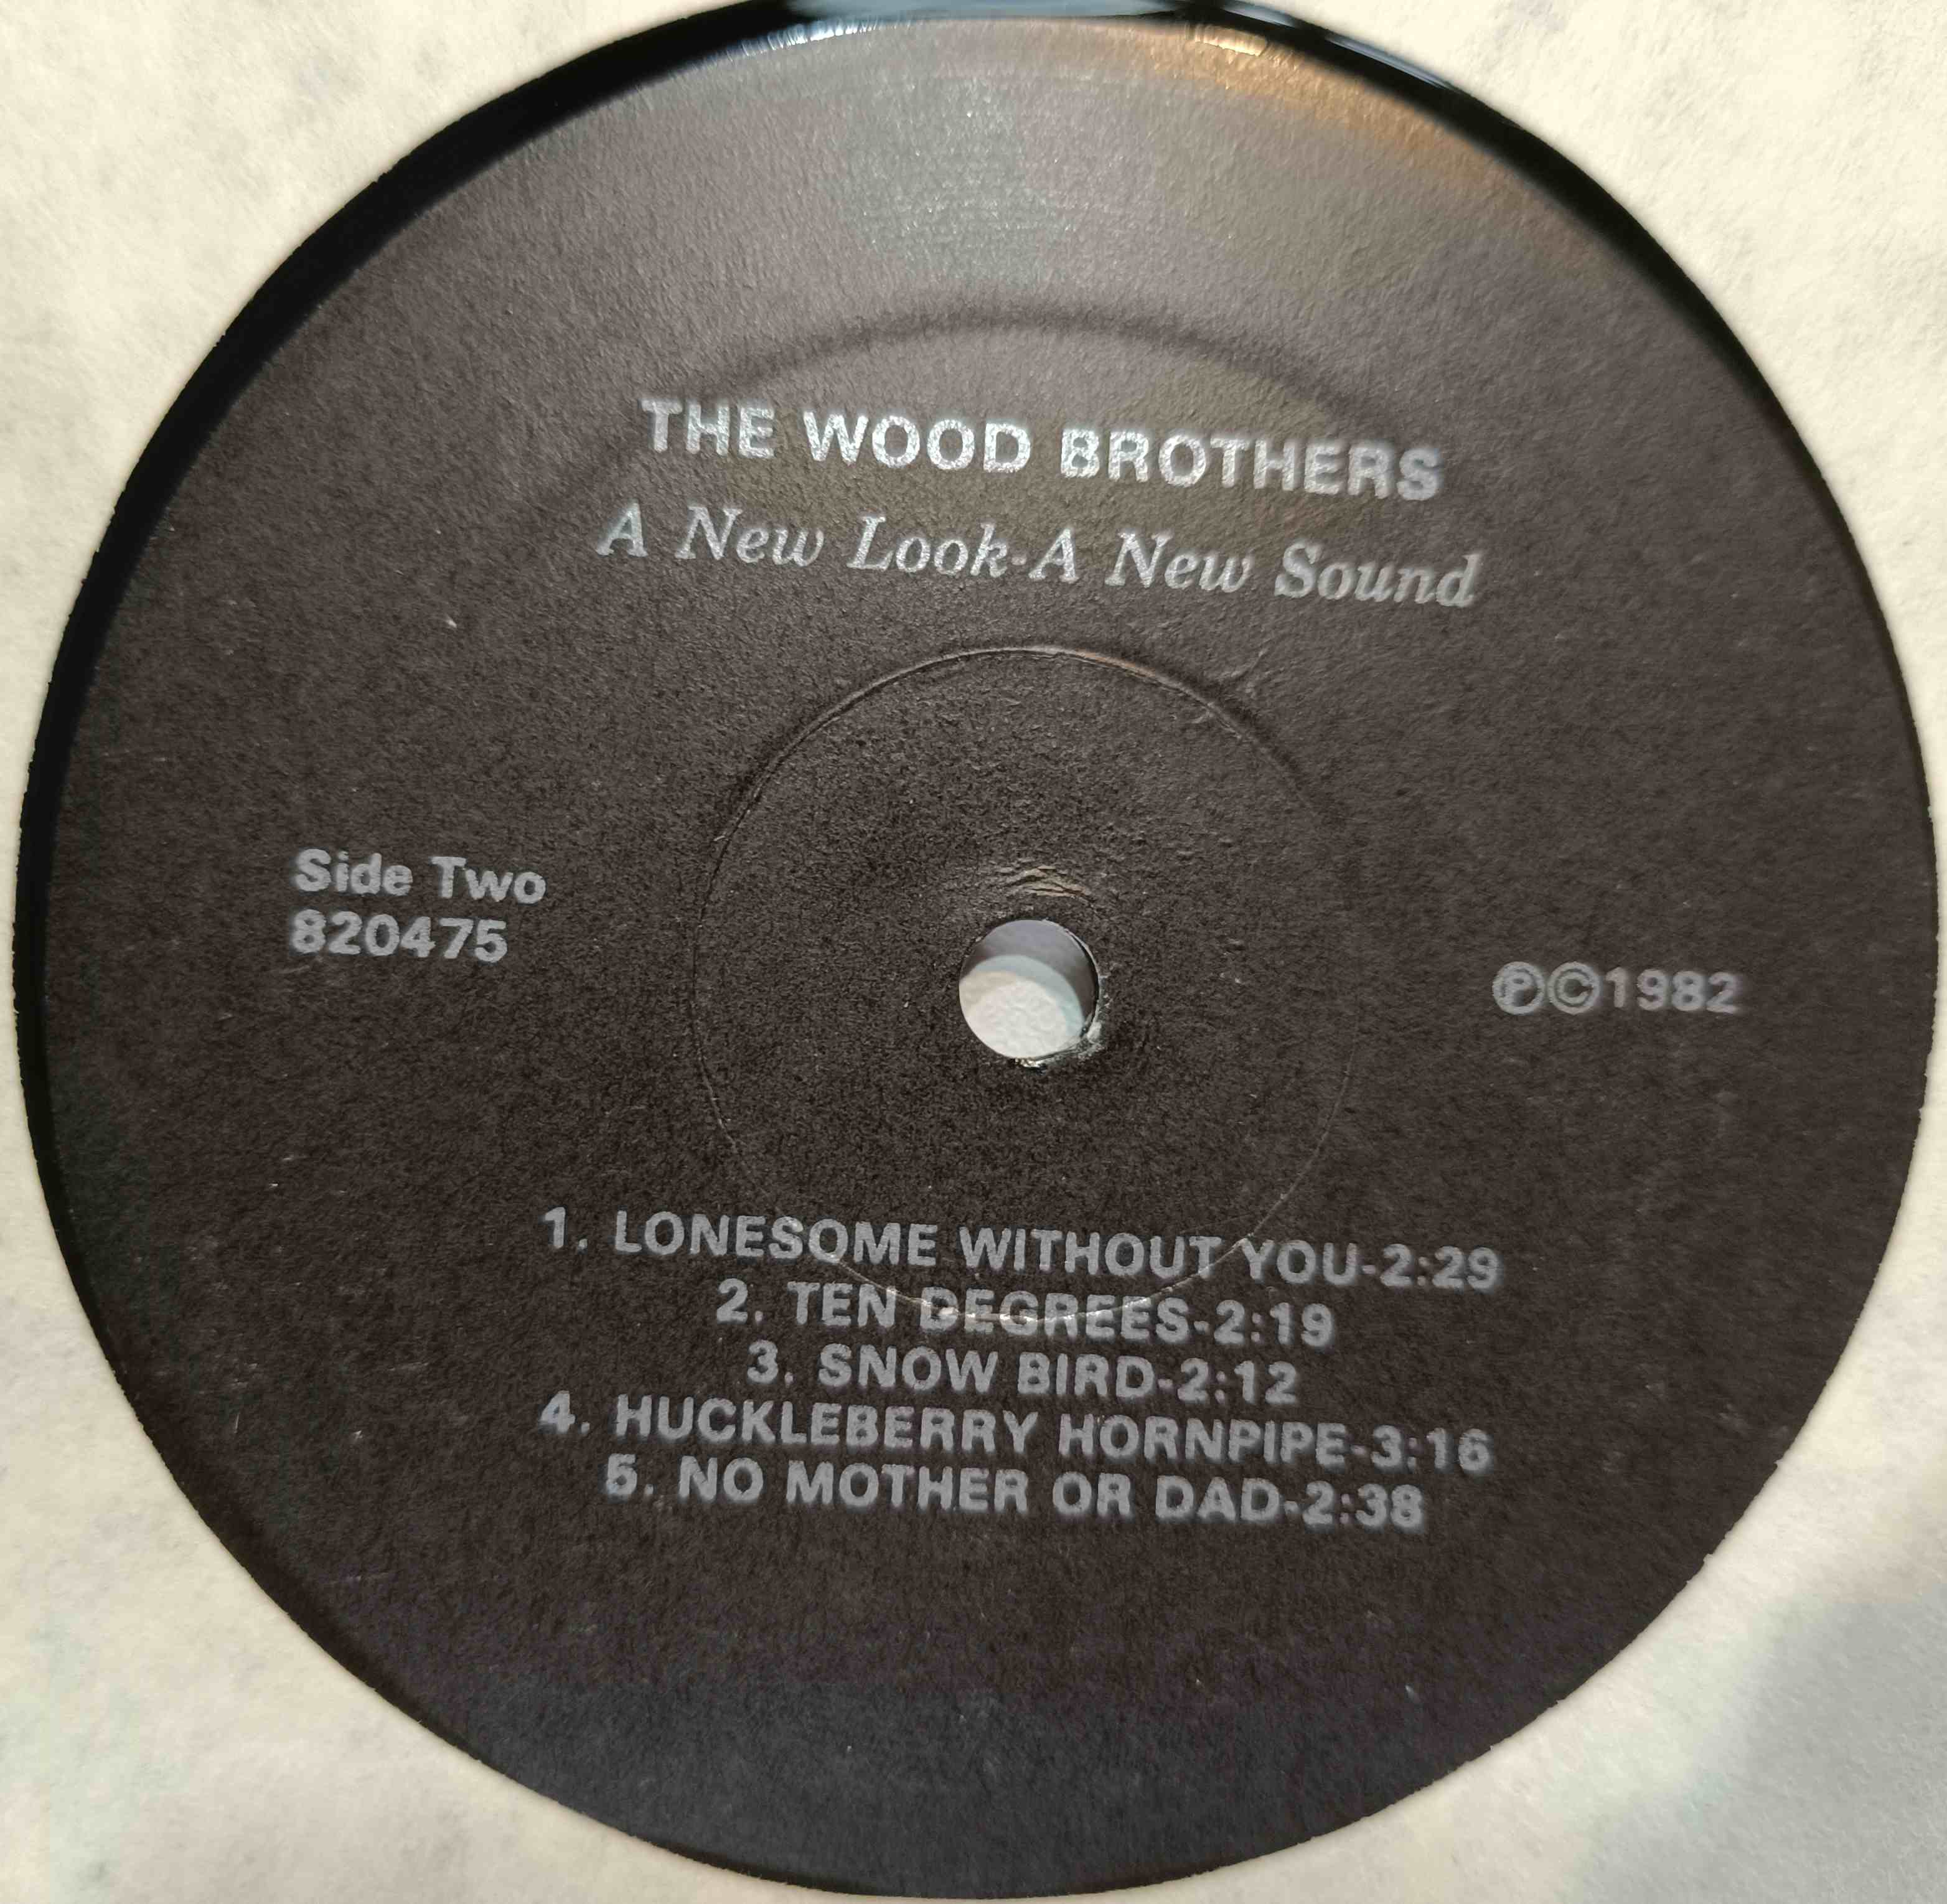 THE WOOD BROTHERS
A New Look-A New Sound
Side Two
820475
℗©1982
1. LONESOME WITHOUT YOU-2:29
2. TEN DEGREES-2:19
3. SNOW BIRD-2:12
4. HUCKLEBERRY HORNPIPE-3:16
5. NO MOTHER OR DAD-2:38